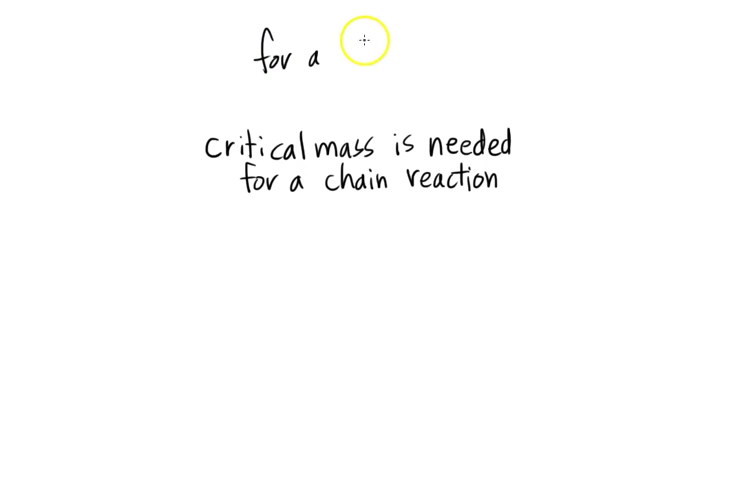 for a
critical mass is needed
for a chain reaction